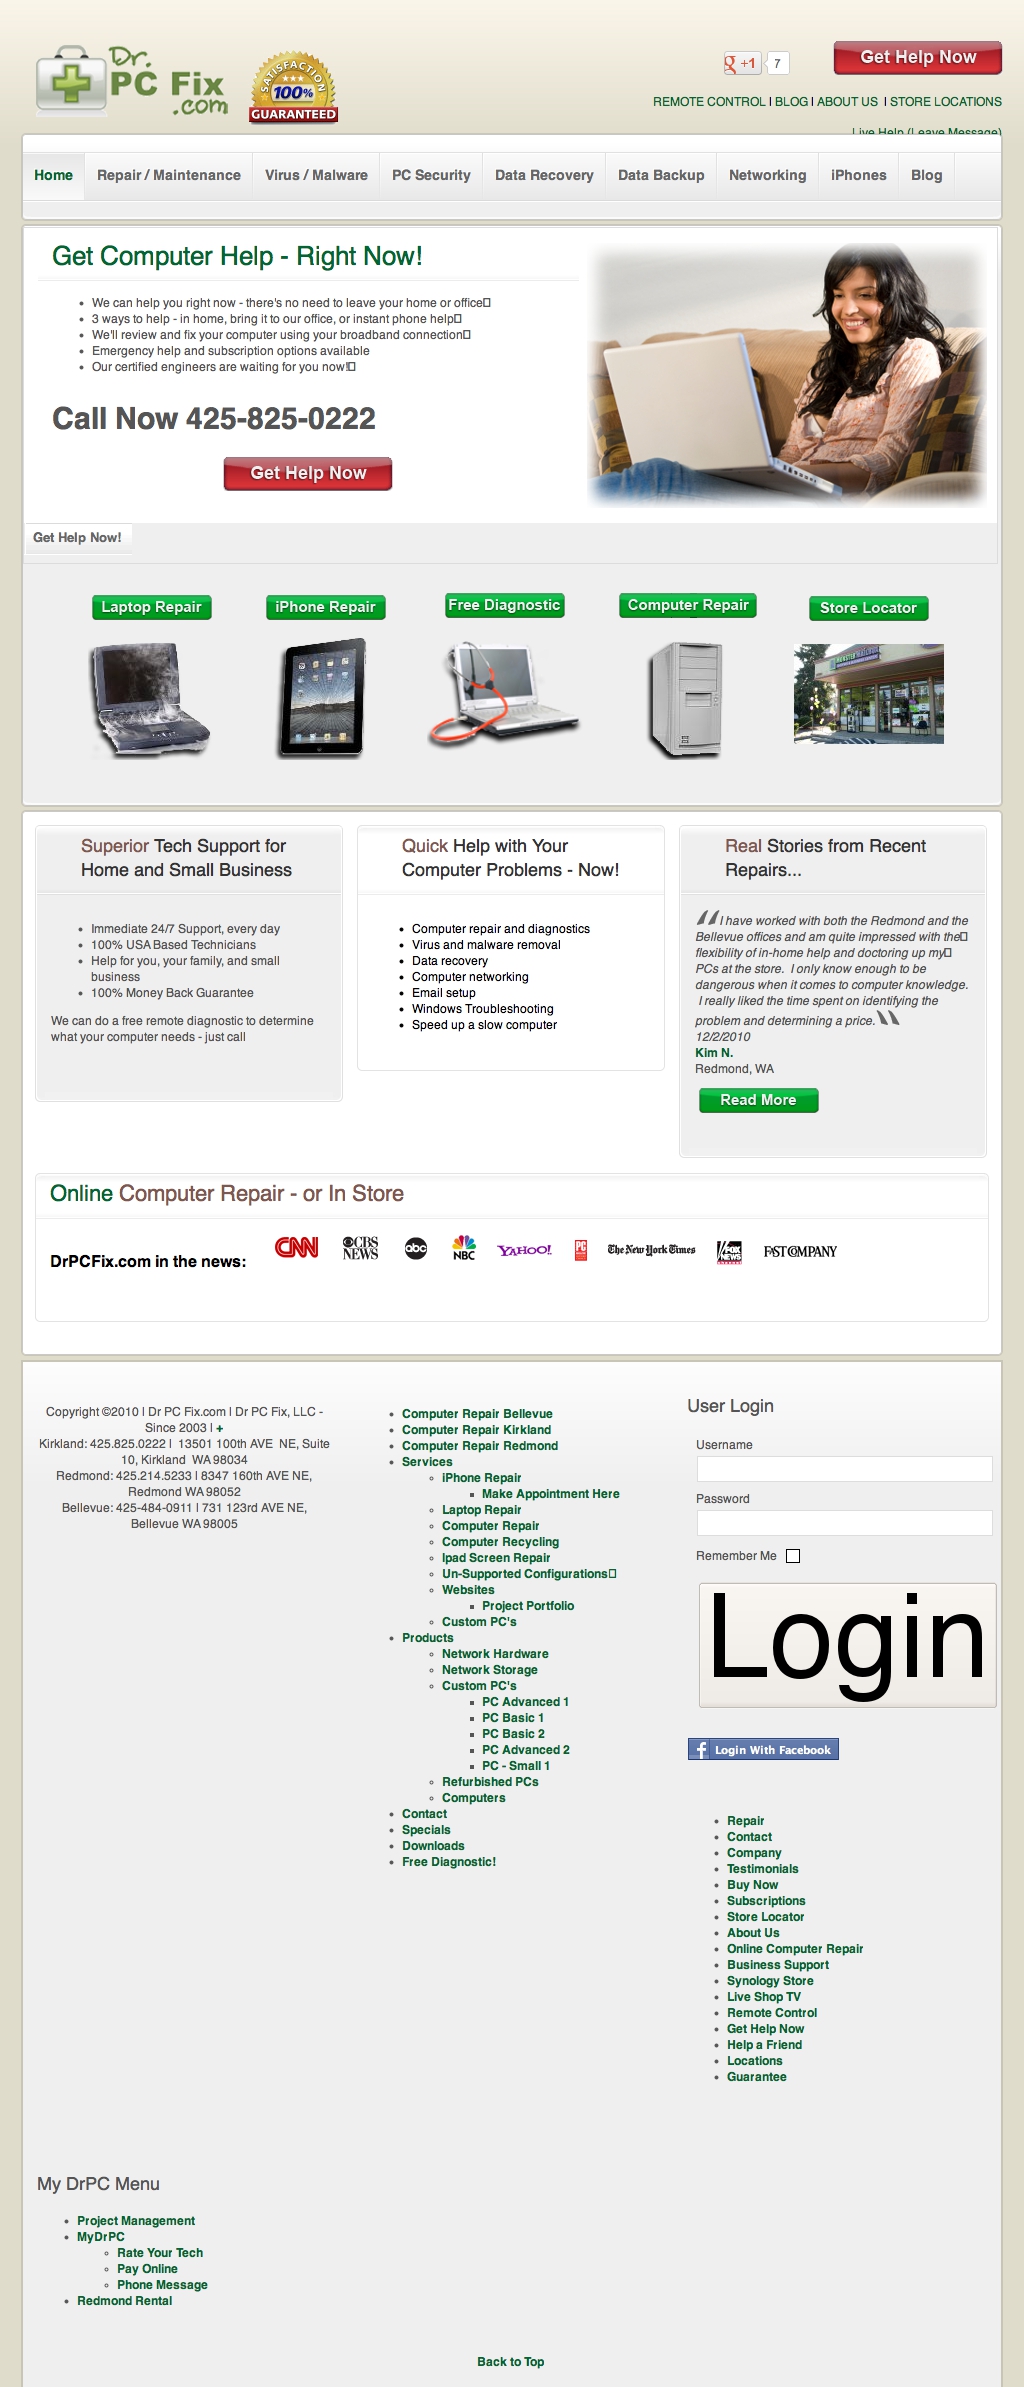 Dr.
PC Fix
.com
SATISFACTION
100%
GUARANTEED
+1 7
Get Help Now
REMOTE CONTROL | BLOG | ABOUT US | STORE LOCATIONS
Live Help (Leave Message)
Home Repair / Maintenance Virus / Malware PC Security Data Recovery Data Backup Networking iPhones Blog
Get Computer Help - Right Now!
We can help you right now - there's no need to leave your home or office
3 ways to help - in home, bring it to our office, or instant phone help
We'll review and fix your computer using your broadband connection
Emergency help and subscription options available
Our certified engineers are waiting for you now!
Call Now 425-825-0222
Get Help Now
Get Help Now!
Laptop Repair iPhone Repair Free Diagnostic Computer Repair Store Locator
Superior Tech Support for
Home and Small Business
Immediate 24/7 Support, every day
100% USA Based Technicians
Help for you, your family, and small
business
100% Money Back Guarantee
We can do a free remote diagnostic to determine
what your computer needs - just call
Quick Help with Your
Computer Problems - Now!
Computer repair and diagnostics
Virus and malware removal
Data recovery
Computer networking
Email setup
Windows Troubleshooting
Speed up a slow computer
Real Stories from Recent
Repairs...
I have worked with both the Redmond and the
Bellevue offices and am quite impressed with the
flexibility of in-home help and doctoring up my
PCs at the store.  I only know enough to be
dangerous when it comes to computer knowledge.
I really liked the time spent on identifying the
problem and determining a price.
12/2/2010
Kim N.
Redmond, WA
Read More
Online Computer Repair - or In Store
DrPCFix.com in the news:
CNN CBS NEWS abc NBC YAHOO! PC The New York Times FOX NEWS FAST COMPANY
Copyright ©2010 | Dr PC Fix.com | Dr PC Fix, LLC -
Since 2003 | +
Kirkland: 425.825.0222 |  13501 100th AVE  NE, Suite
10, Kirkland  WA 98034
Redmond: 425.214.5233 | 8347 160th AVE NE,
Redmond WA 98052
Bellevue: 425-484-0911 | 731 123rd AVE NE,
Bellevue WA 98005
Computer Repair Bellevue
Computer Repair Kirkland
Computer Repair Redmond
Services
iPhone Repair
Make Appointment Here
Laptop Repair
Computer Repair
Computer Recycling
Ipad Screen Repair
Un-Supported Configurations
Websites
Project Portfolio
Custom PC's
Products
Network Hardware
Network Storage
Custom PC's
PC Advanced 1
PC Basic 1
PC Basic 2
PC Advanced 2
PC - Small 1
Refurbished PCs
Computers
Contact
Specials
Downloads
Free Diagnostic!
User Login
Username
Password
Remember Me
Login
Login With Facebook
Repair
Contact
Company
Testimonials
Buy Now
Subscriptions
Store Locator
About Us
Online Computer Repair
Business Support
Synology Store
Live Shop TV
Remote Control
Get Help Now
Help a Friend
Locations
Guarantee
My DrPC Menu
Project Management
MyDrPC
Rate Your Tech
Pay Online
Phone Message
Redmond Rental
Back to Top